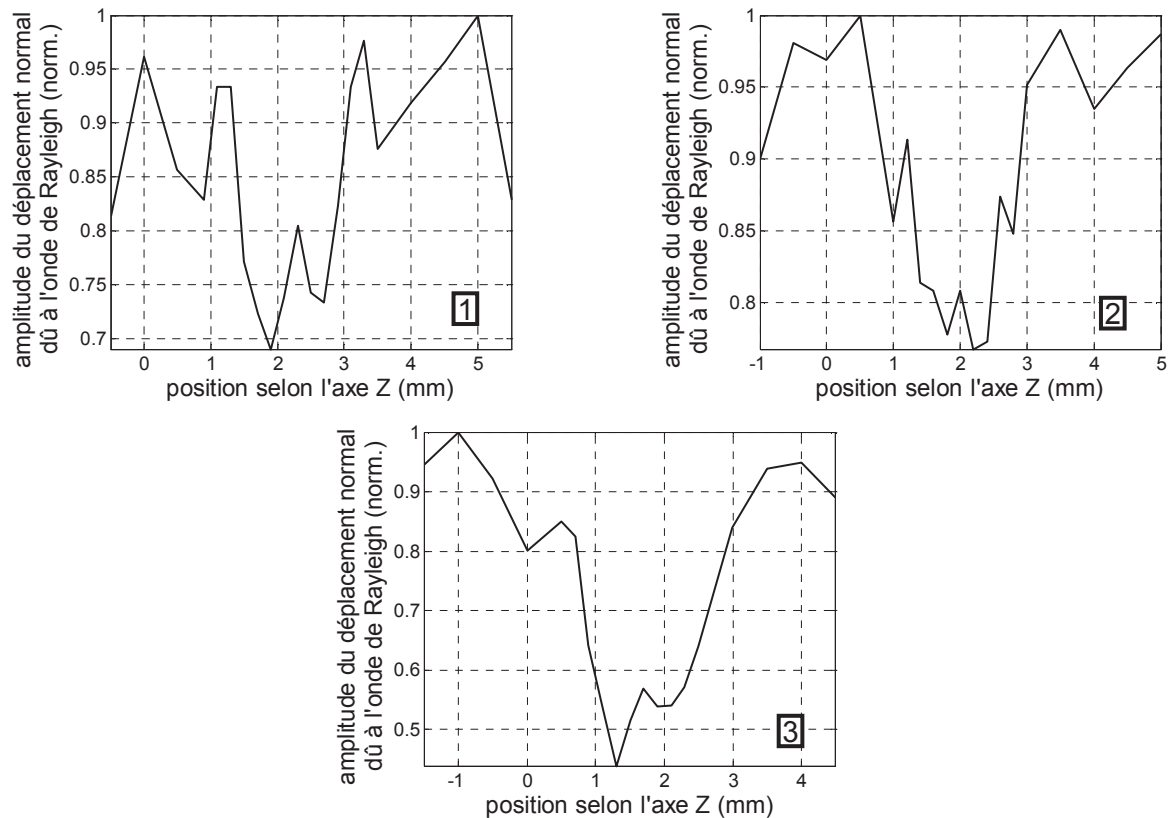 amplitude du déplacement normal
dû à l'onde de Rayleigh (norm.)
1
0.95
0.9
0.85
0.8
0.75
0.7
0 1 2 3 4 5
position selon l'axe Z (mm)
1
amplitude du déplacement normal
dû à l'onde de Rayleigh (norm.)
1
0.95
0.9
0.85
0.8
-1 0 1 2 3 4 5
position selon l'axe Z (mm)
2
amplitude du déplacement normal
dû à l'onde de Rayleigh (norm.)
1
0.9
0.8
0.7
0.6
0.5
-1 0 1 2 3 4
position selon l'axe Z (mm)
3